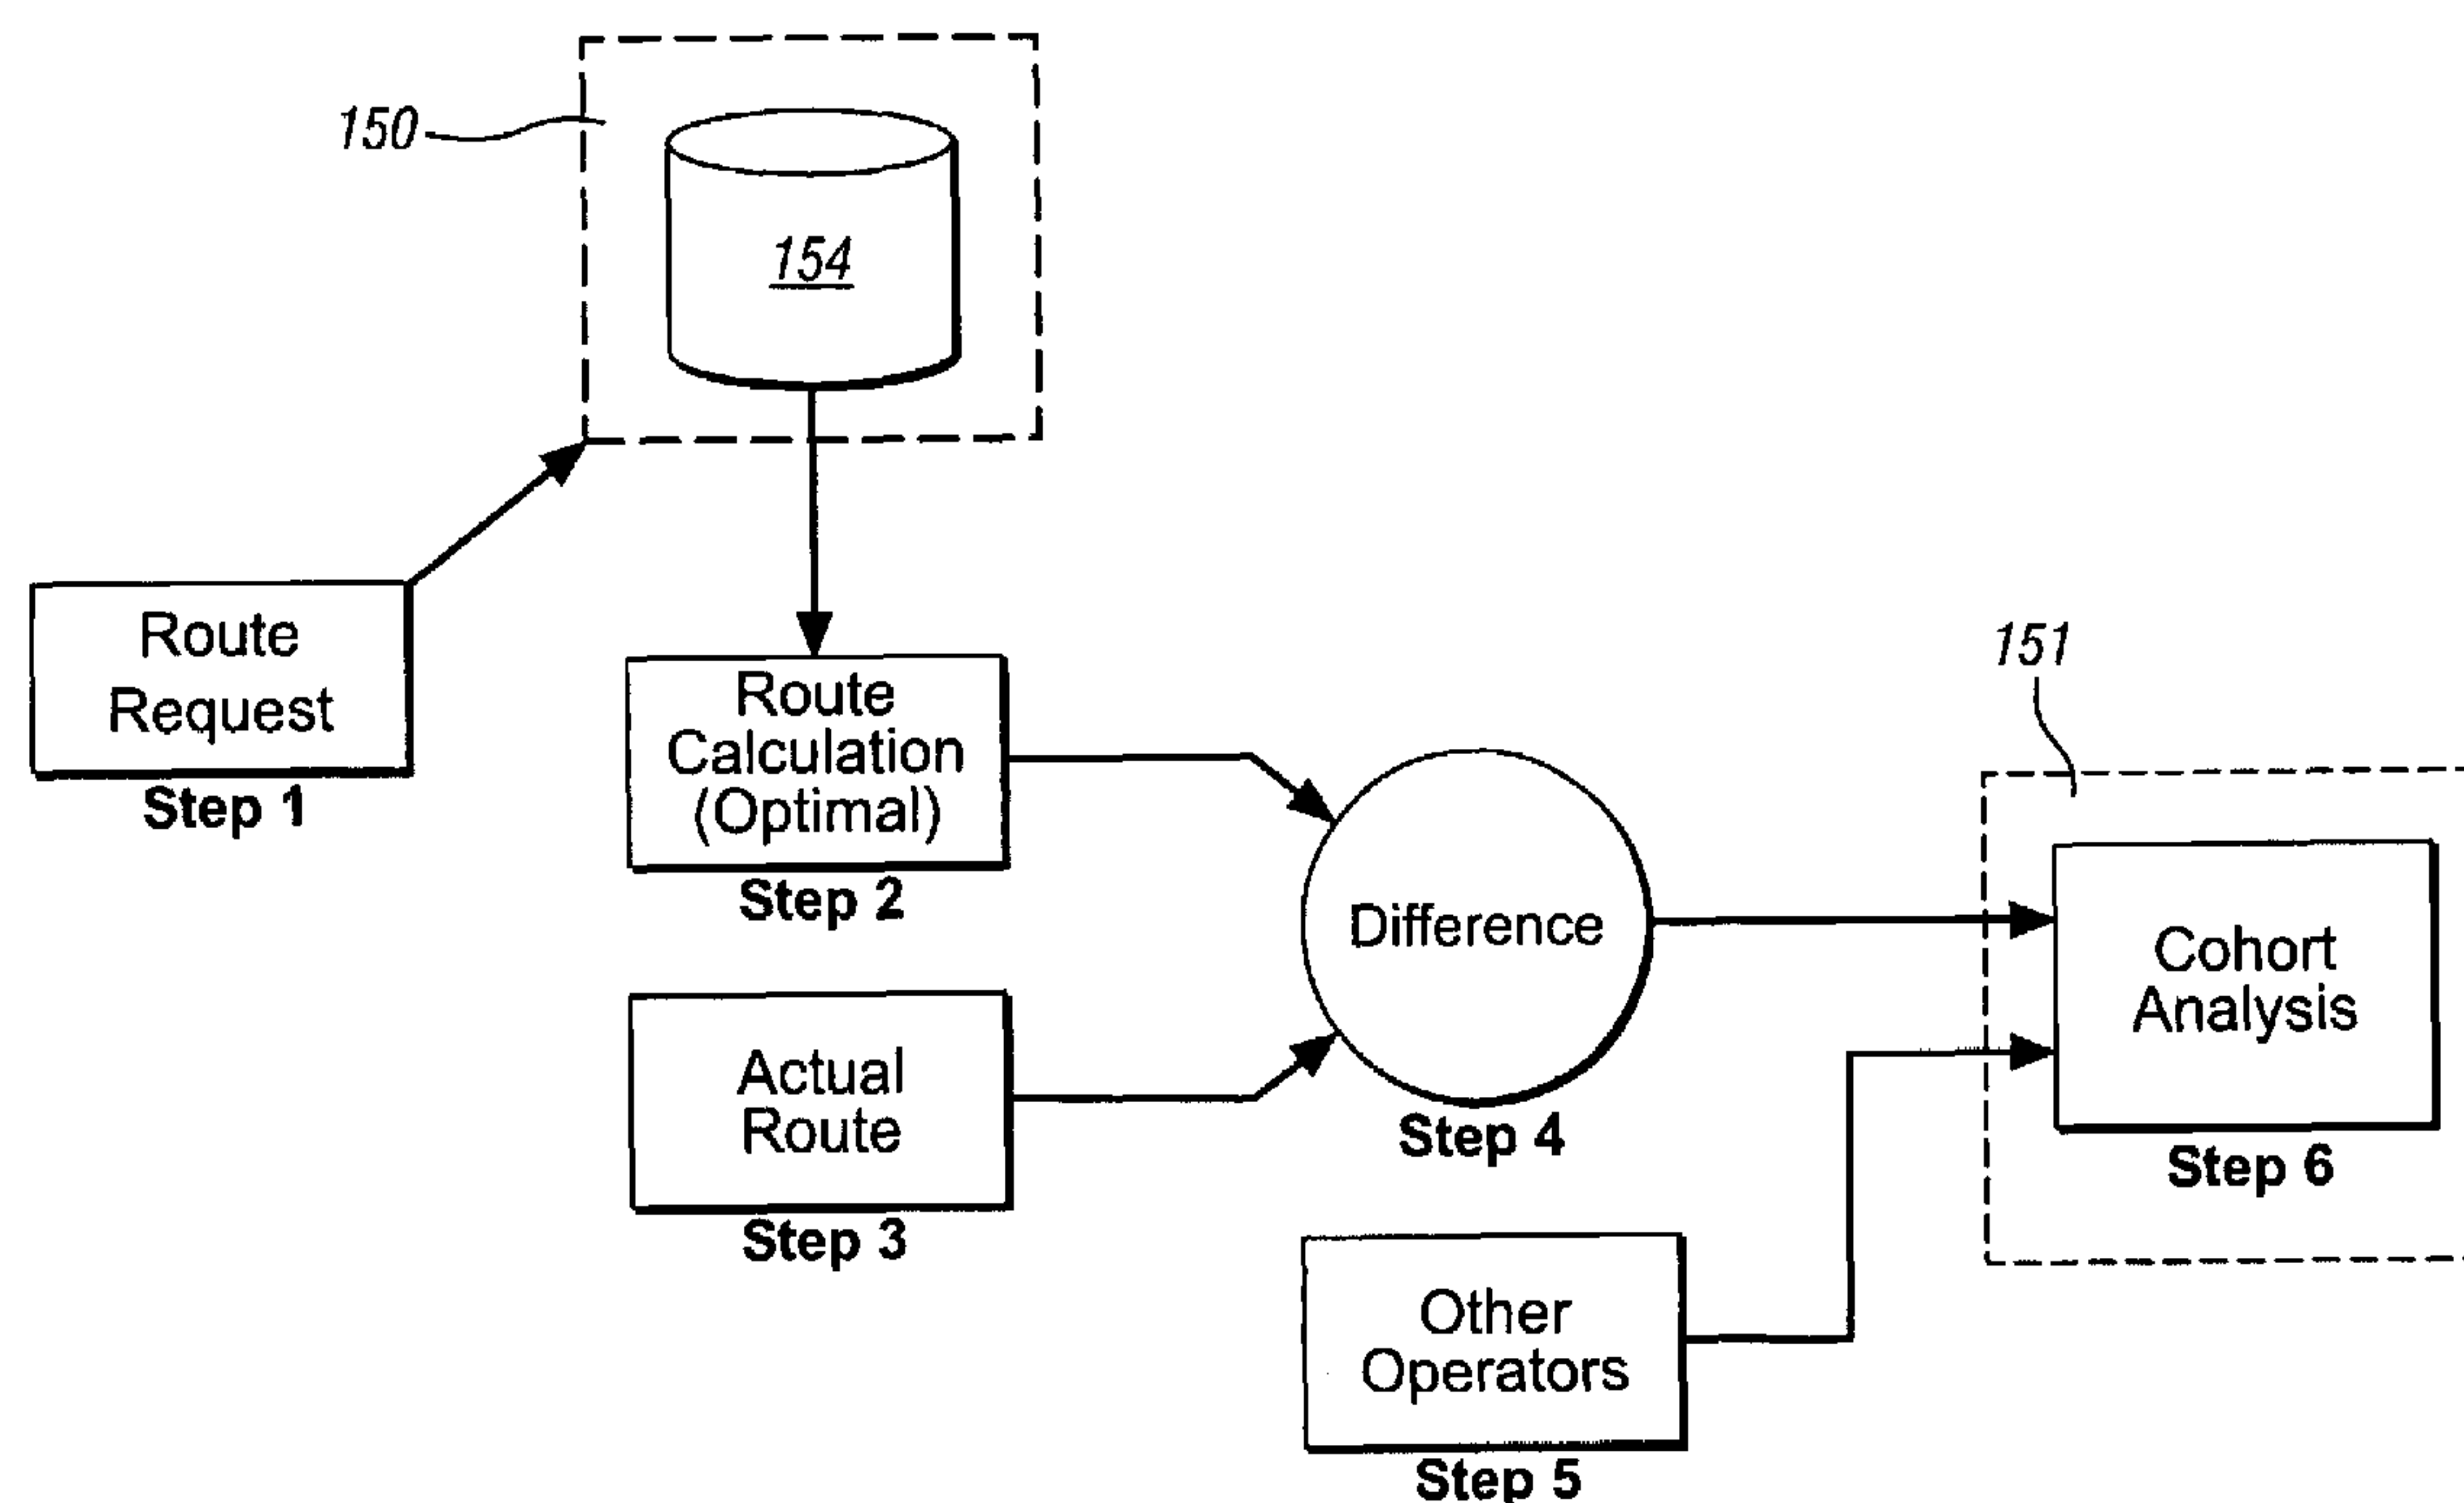 150
154
Route
Request
Step 1
Route
Calculation
(Optimal)
Step 2
Actual
Route
Step 3
Difference
Step 4
Other
Operators
Step 5
151
Cohort
Analysis
Step 6